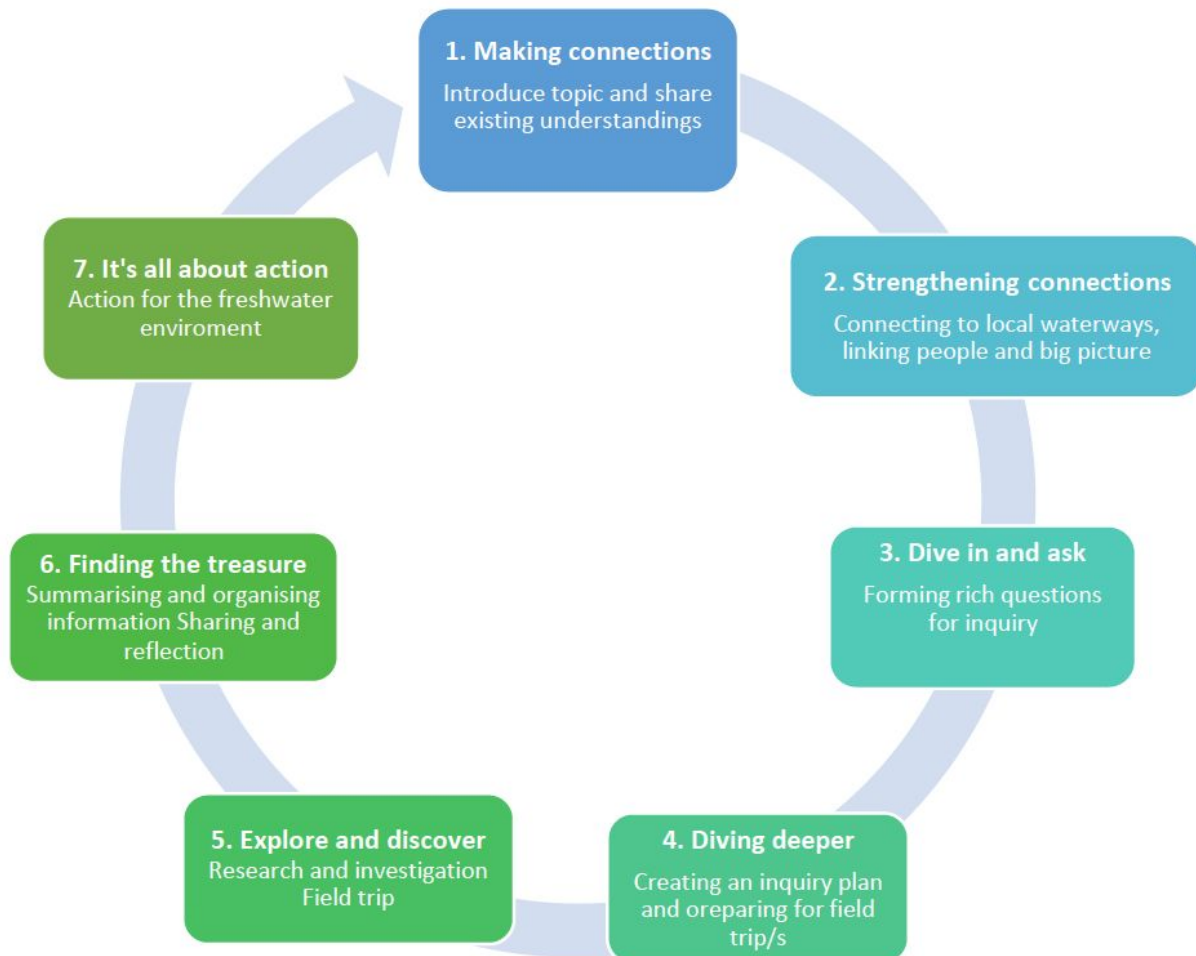 1. Making connections
Introduce topic and share
existing understandings
2. Strengthening connections
Connecting to local waterways,
linking people and big picture
3. Dive in and ask
Forming rich questions
for inquiry
4. Diving deeper
Creating an inquiry plan
and oreparing for field
trip/s
5. Explore and discover
Research and investigation
Field trip
6. Finding the treasure
Summarising and organising
information Sharing and
reflection
7. It's all about action
Action for the freshwater
enviroment